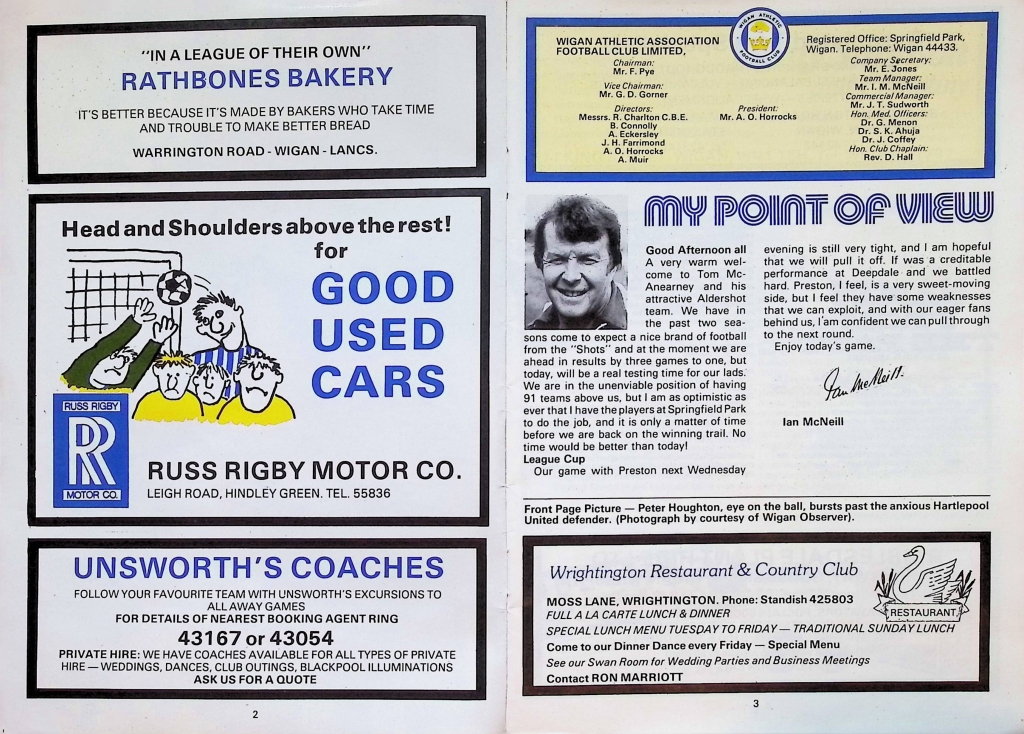 "IN A LEAGUE OF THEIR OWN"
RATHBONES BAKERY
IT'S BETTER BECAUSE IT'S MADE BY BAKERS WHO TAKE TIME
AND TROUBLE TO MAKE BETTER BREAD
WARRINGTON ROAD - WIGAN - LANCS.
Head and Shoulders above the rest!
for
GOOD
USED
CARS
RUSS RIGBY
RR
MOTOR CO.
RUSS RIGBY MOTOR CO.
LEIGH ROAD, HINDLEY GREEN. TEL. 55836
UNSWORTH'S COACHES
FOLLOW YOUR FAVOURITE TEAM WITH UNSWORTH'S EXCURSIONS TO
ALL AWAY GAMES
FOR DETAILS OF NEAREST BOOKING AGENT RING
43167 or 43054
PRIVATE HIRE: WE HAVE COACHES AVAILABLE FOR ALL TYPES OF PRIVATE
HIRE — WEDDINGS, DANCES, CLUB OUTINGS, BLACKPOOL ILLUMINATIONS
ASK US FOR A QUOTE
2
WIGAN ATHLETIC ASSOCIATION
FOOTBALL CLUB LIMITED,
Chairman:
Mr. F. Pye
Vice Chairman:
Mr. G. D. Gorner
Directors:
Messrs. R. Charlton C.B.E.
B. Connolly
A. Eckersley
J. H. Farrimond
A. O. Horrocks
A. Muir
WIGAN ATHLETIC
FOOTBALL CLUB
President:
Mr. A. O. Horrocks
Registered Office: Springfield Park,
Wigan. Telephone: Wigan 44433.
Company Secretary:
Mr. E. Jones
Team Manager:
Mr. I. M. McNeill
Commercial Manager:
Mr. J. T. Sudworth
Hon. Med. Officers:
Dr. G. Menon
Dr. S. K. Ahuja
Dr. J. Coffey
Hon. Club Chaplain:
Rev. D. Hall
MY POINT OF VIEW
Good Afternoon all
A very warm wel-
come to Tom Mc-
Anearney and his
attractive Aldershot
team. We have in
the past two sea-
sons come to expect a nice brand of football
from the "Shots" and at the moment we are
ahead in results by three games to one, but
today, will be a real testing time for our lads.
We are in the unenviable position of having
91 teams above us, but I am as optimistic as
ever that I have the players at Springfield Park
to do the job, and it is only a matter of time
before we are back on the winning trail. No
time would be better than today!
League Cup
Our game with Preston next Wednesday
evening is still very tight, and I am hopeful
that we will pull it off. If was a creditable
performance at Deepdale and we battled
hard. Preston, I feel, is a very sweet-moving
side, but I feel they have some weaknesses
that we can exploit, and with our eager fans
behind us, I'am confident we can pull through
to the next round.
Enjoy today's game.
Ian McNeill.
Ian McNeill
Front Page Picture — Peter Houghton, eye on the ball, bursts past the anxious Hartlepool
United defender. (Photograph by courtesy of Wigan Observer).
Wrightington Restaurant & Country Club
MOSS LANE, WRIGHTINGTON. Phone: Standish 425803
FULL A LA CARTE LUNCH & DINNER
SPECIAL LUNCH MENU TUESDAY TO FRIDAY — TRADITIONAL SUNDAY LUNCH
Come to our Dinner Dance every Friday — Special Menu
See our Swan Room for Wedding Parties and Business Meetings
Contact RON MARRIOTT
RESTAURANT
3